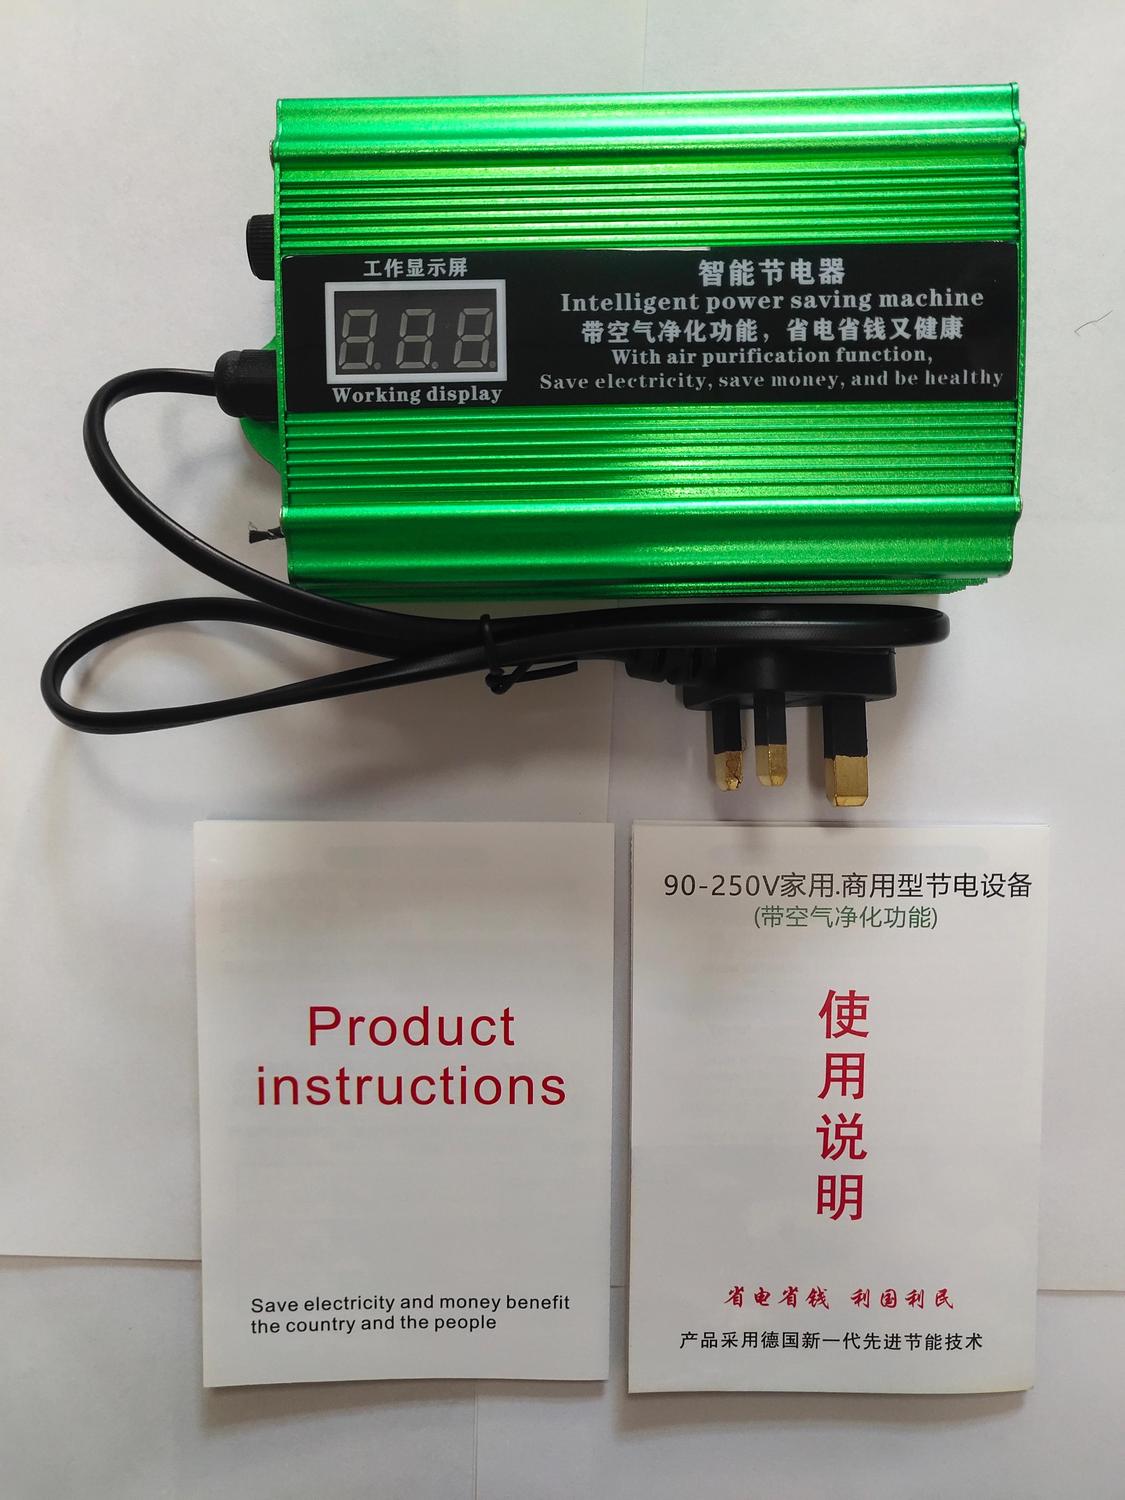 工作显示屏
8.8.8.
Working display
智能节电器
Intelligent power saving machine
带空气净化功能，省电省钱又健康
With air purification function,
Save electricity, save money, and be healthy
Product
instructions
Save electricity and money benefit
the country and the people
90-250V家用.商用型节电设备
(带空气净化功能)
使
用
说
明
省电省钱 利国利民
产品采用德国新一代先进节能技术